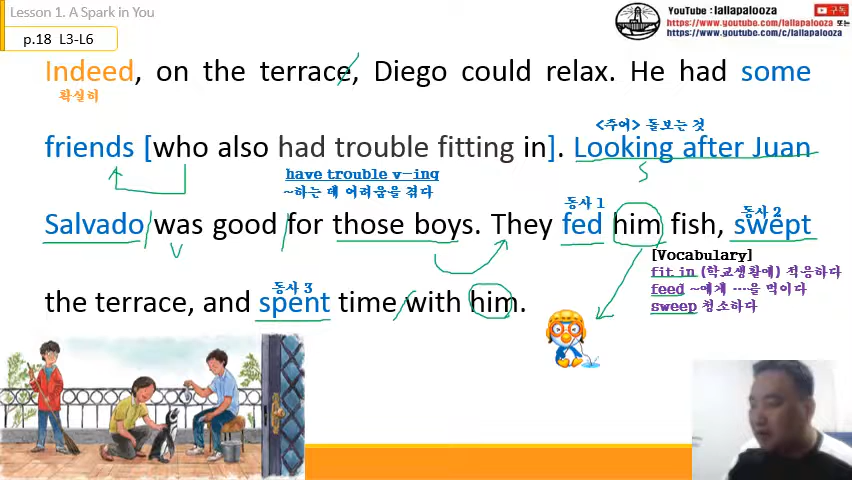 Lesson 1. A Spark in You
p.18 L3-L6
YouTube : lallapalooza 구독
https://www.youtube.com/lallapalooza 또는
https://www.youtube.com/c/lallapalooza
Indeed, on the terrace, Diego could relax. He had some
확실히
<주어> 돌보는 것
friends [who also had trouble fitting in]. Looking after Juan
S
have trouble v-ing
~하는 데 어려움을 겪다
동사 1
동사 2
Salvado was good for those boys. They fed him fish, swept
V
[Vocabulary]
fit in (학교생활에) 적응하다
feed ~에게 …을 먹이다
sweep 청소하다
동사 3
the terrace, and spent time with him.